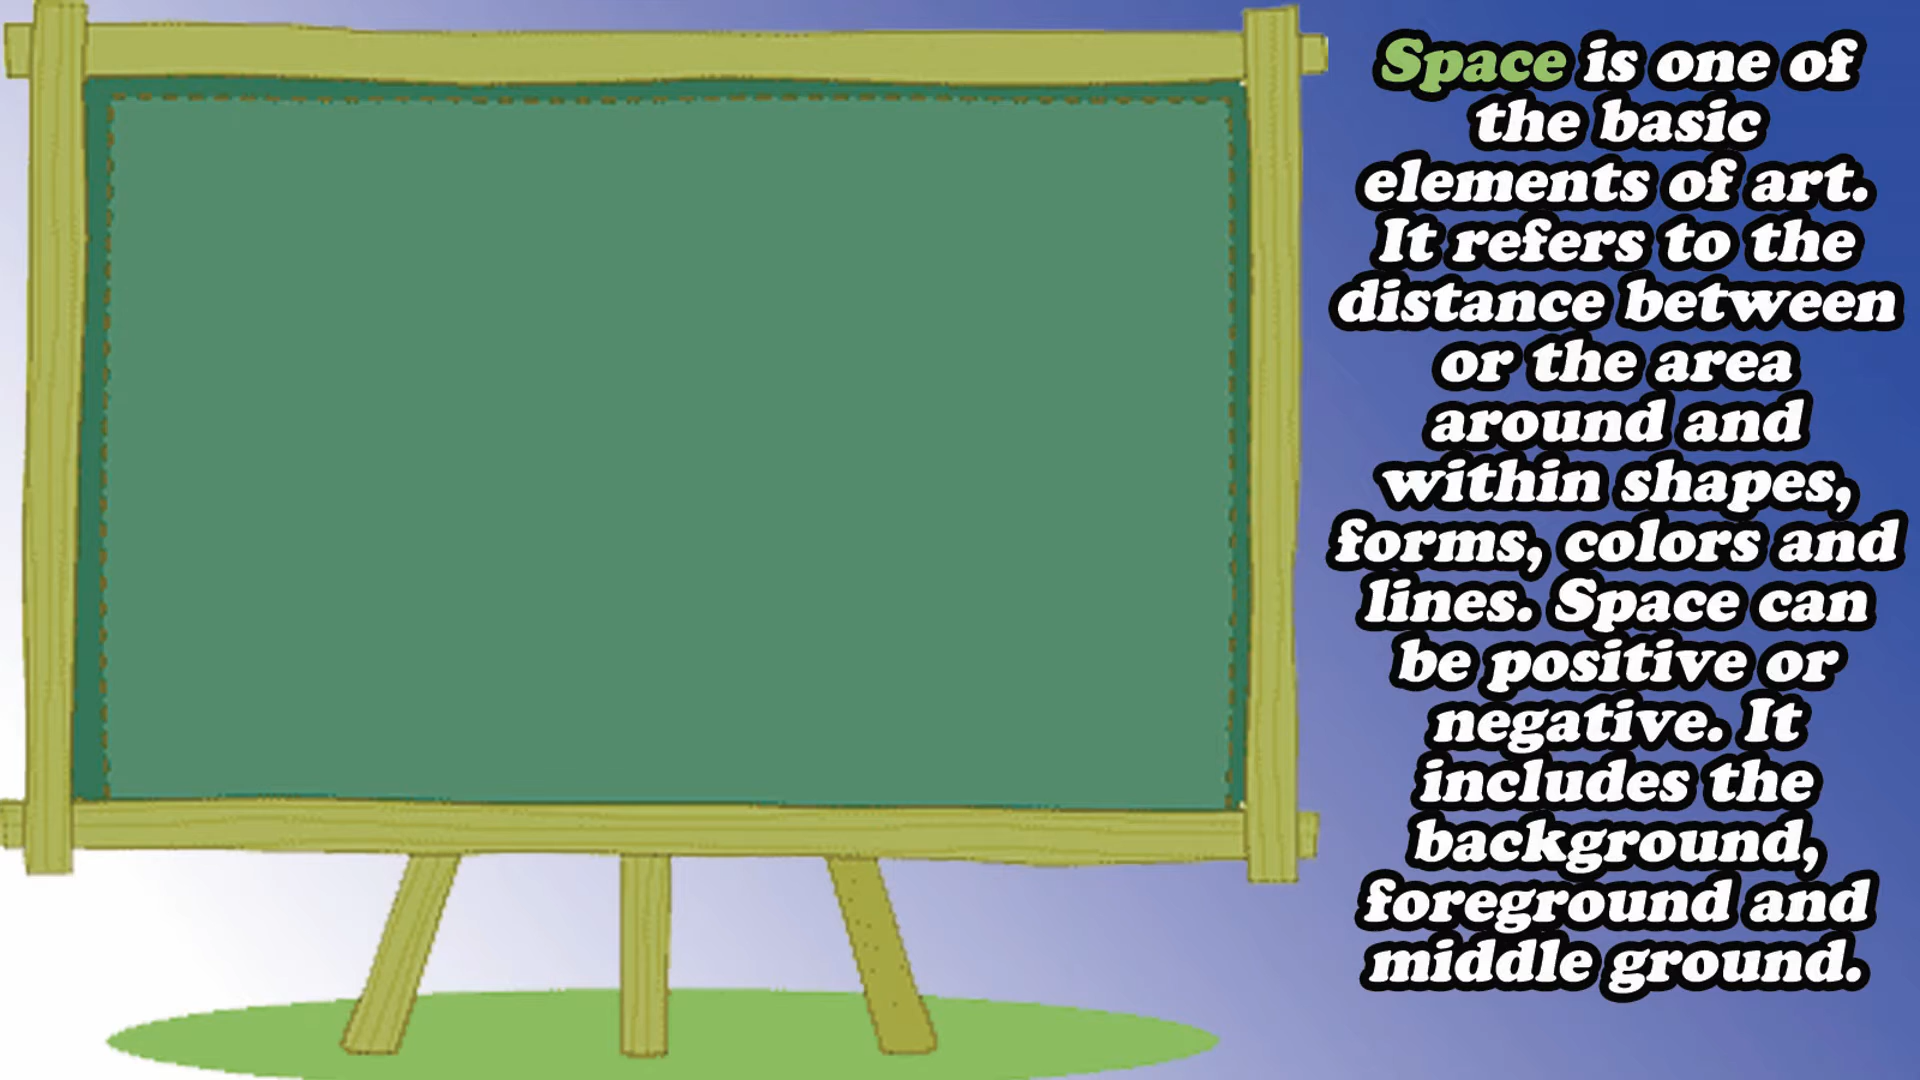 Space is one of
the basic
elements of art.
It refers to the
distance between
or the area
around and
within shapes,
forms, colors and
lines. Space can
be positive or
negative. It
includes the
background,
foreground and
middle ground.